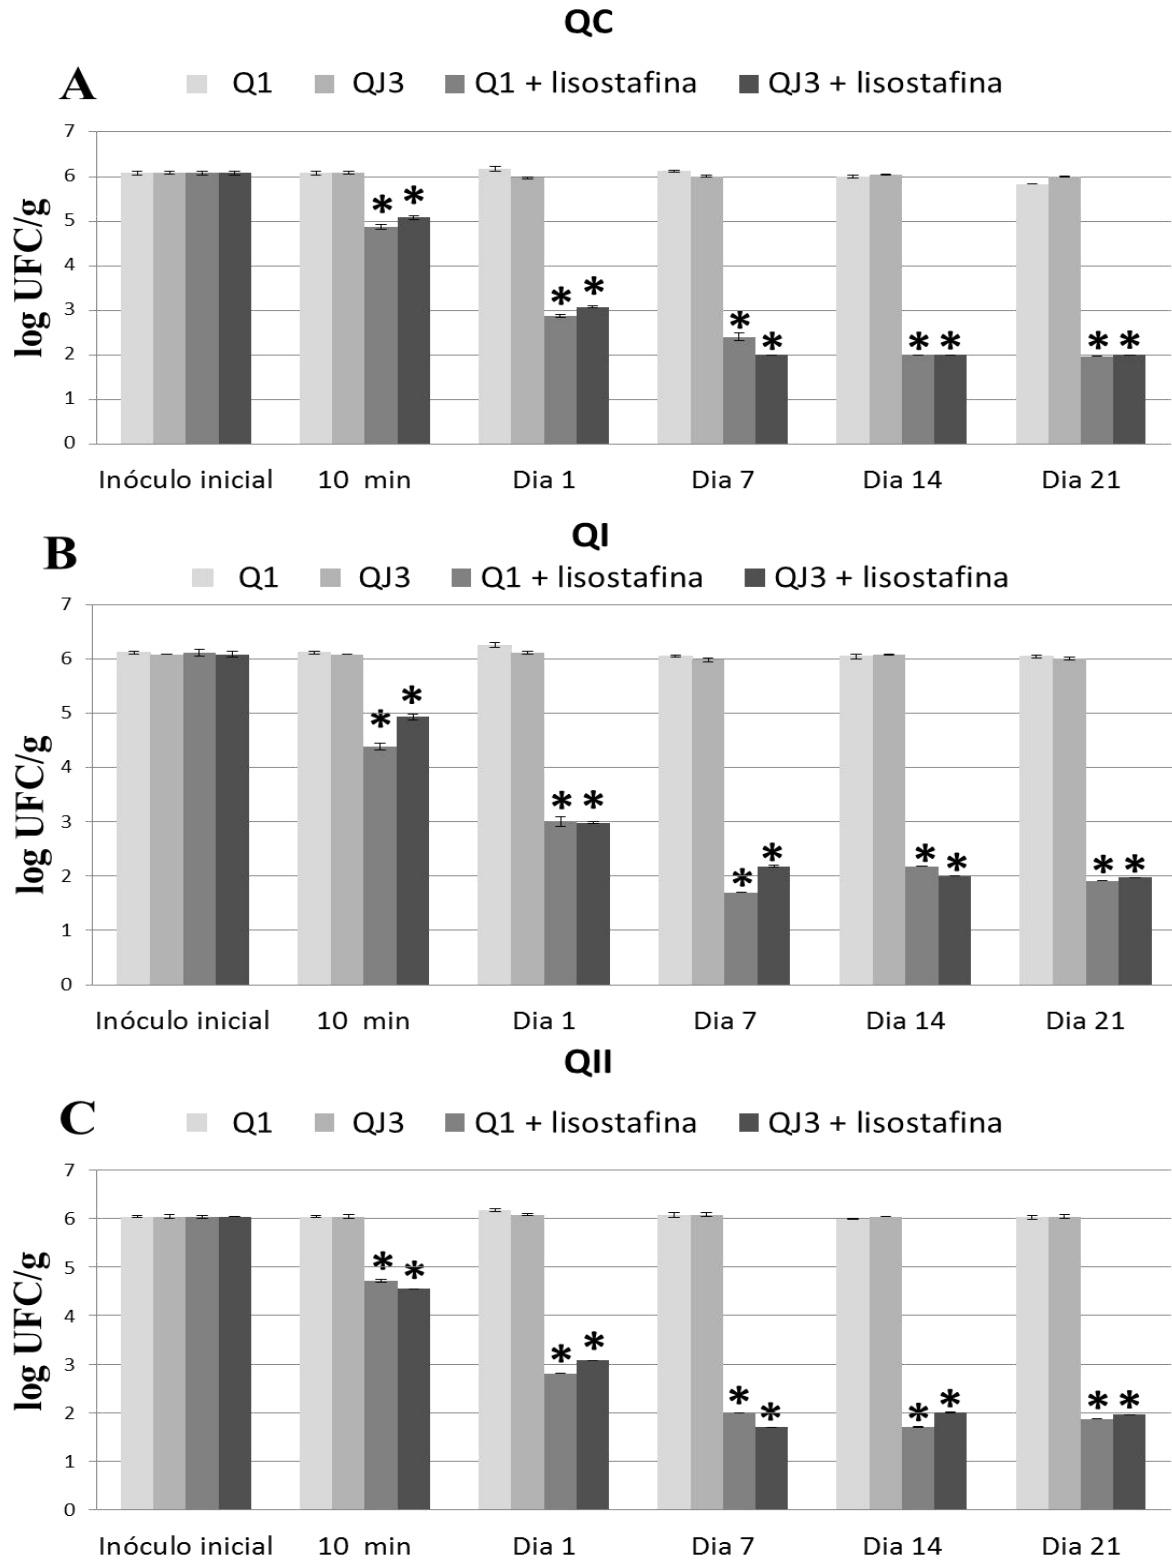 QC
A
Q1 QJ3 Q1 + lisostafina QJ3 + lisostafina
log UFC/g
7
6
5
4
3
2
1
0
* * * * * * * * * *
Inóculo inicial 10 min Dia 1 Dia 7 Dia 14 Dia 21
QI
B
Q1 QJ3 Q1 + lisostafina QJ3 + lisostafina
log UFC/g
7
6
5
4
3
2
1
0
* * * * * * * * * *
Inóculo inicial 10 min Dia 1 Dia 7 Dia 14 Dia 21
QII
C
Q1 QJ3 Q1 + lisostafina QJ3 + lisostafina
log UFC/g
7
6
5
4
3
2
1
0
* * * * * * * * * *
Inóculo inicial 10 min Dia 1 Dia 7 Dia 14 Dia 21